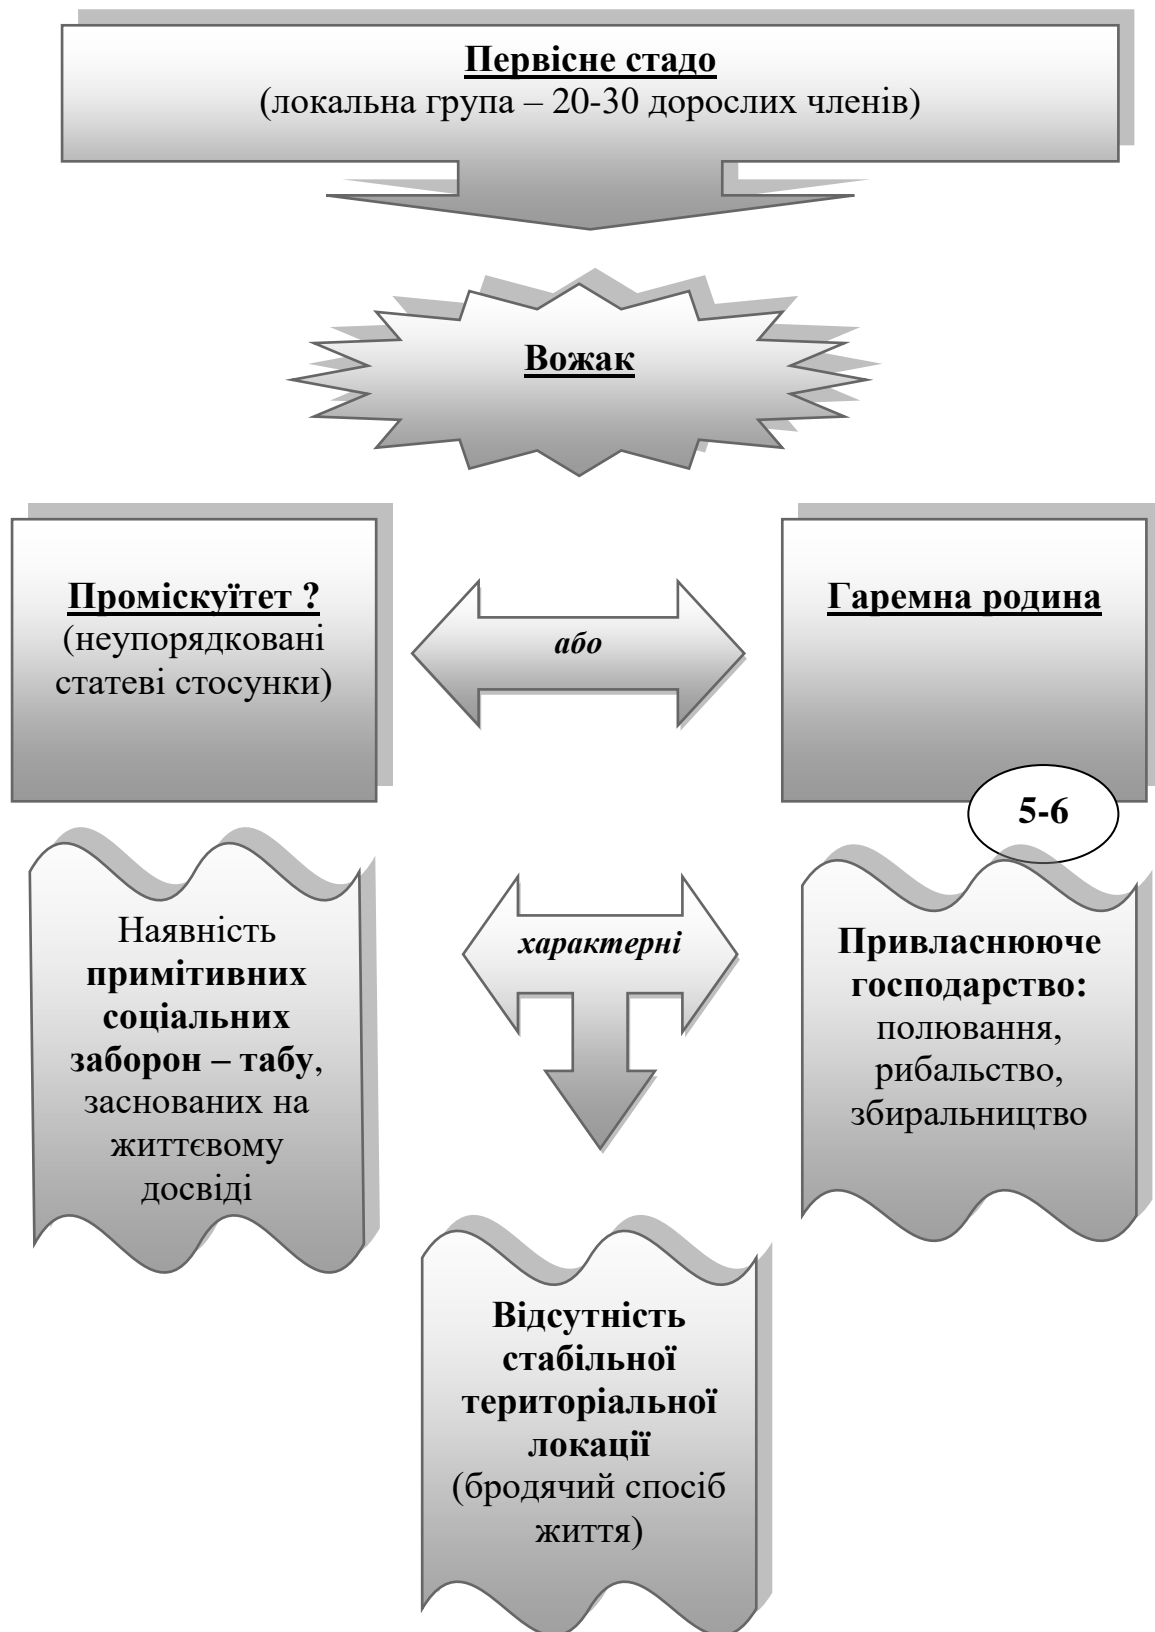 Первісне стадо
(локальна група – 20-30 дорослих членів)
Вожак
Проміскуїтет ?
(неупорядковані
статеві стосунки)
або
Гаремна родина
5-6
Наявність
примітивних
соціальних
заборон – табу,
заснованих на
життєвому
досвіді
характерні
Привласнююче
господарство:
полювання,
рибальство,
збиральництво
Відсутність
стабільної
територіальної
локації
(бродячий спосіб
життя)